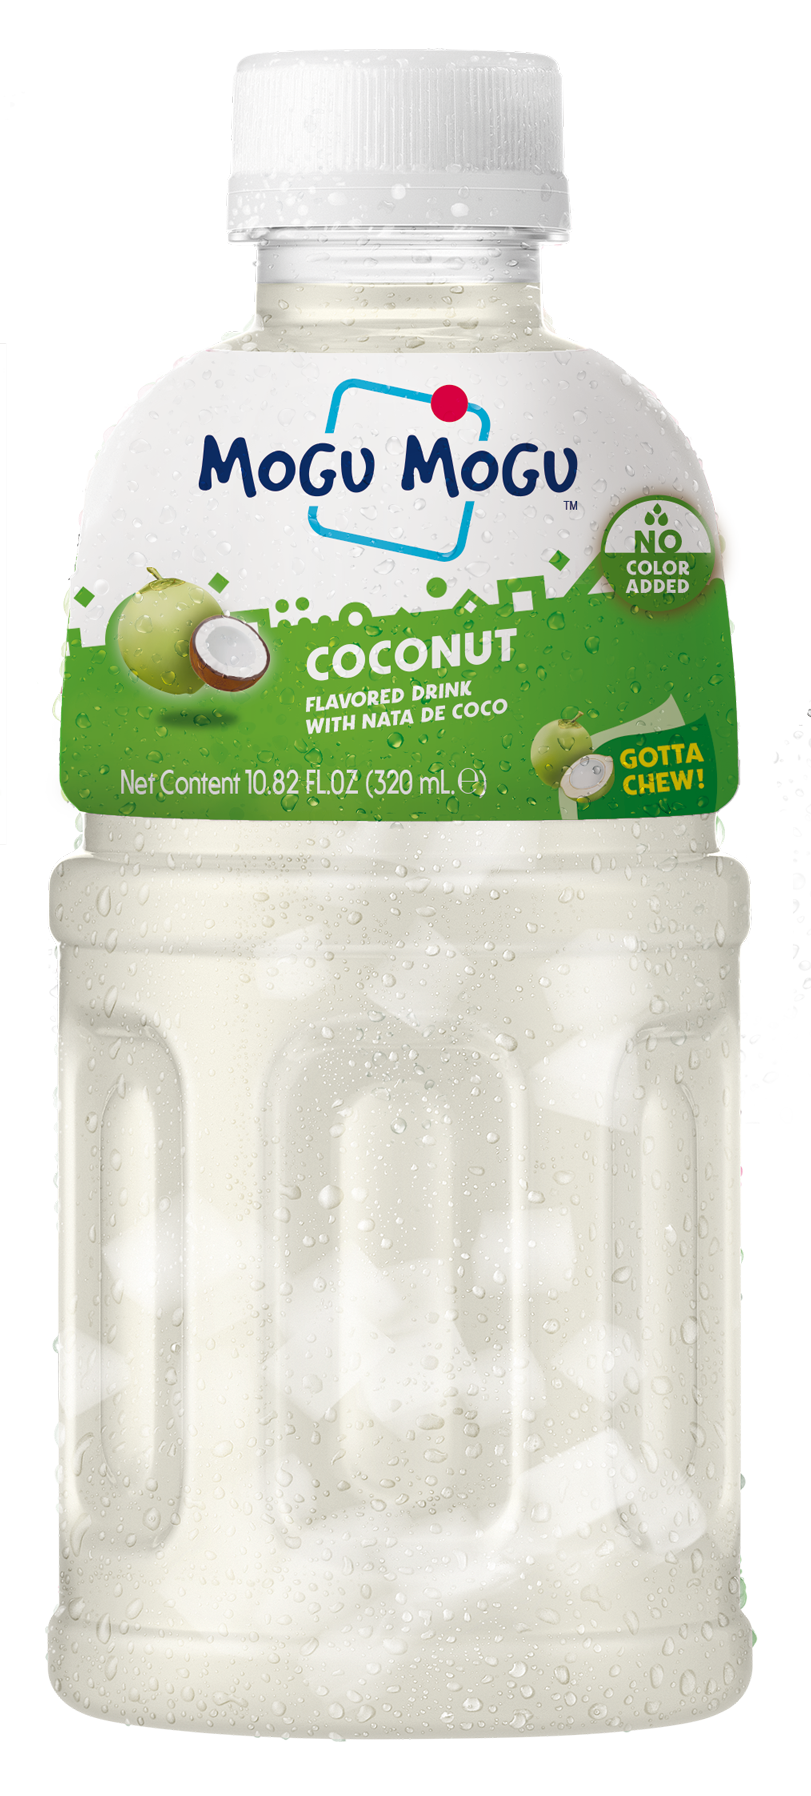 MOGU MOGU
TM
NO
COLOR
ADDED
COCONUT
FLAVORED DRINK
WITH NATA DE COCO
GOTTA
CHEW!
Net Content 10.82 FL.OZ (320 mL ℮)